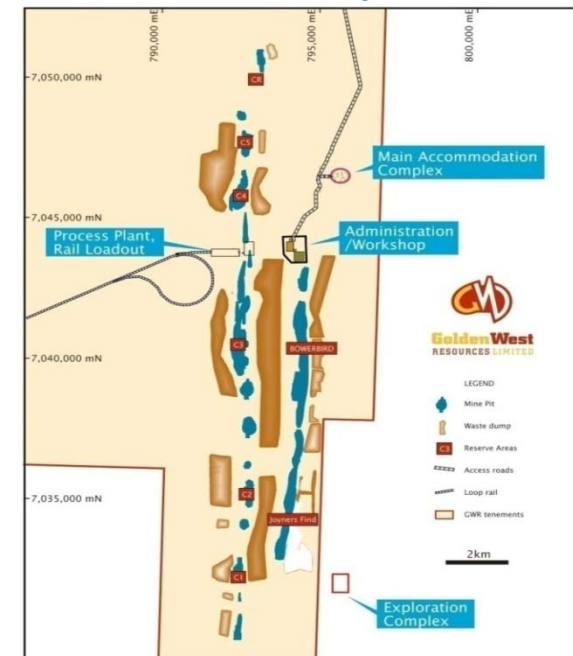 790,000 mE
795,000 mE
800,000 mE
7,050,000 mN
CR
C5
Main Accommodation
Complex
C4
7,045,000 mN
Process Plant,
Rail Loadout
Administration
/Workshop
GoldenWest
RESOURCES LIMITED
C3
BOWERBIRD
7,040,000 mN
LEGEND
Mine Pit
Waste dump
C3
Reserve Areas
Access roads
Loop rail
GWR tenements
7,035,000 mN
C2
Joyners Find
2km
C1
Exploration
Complex